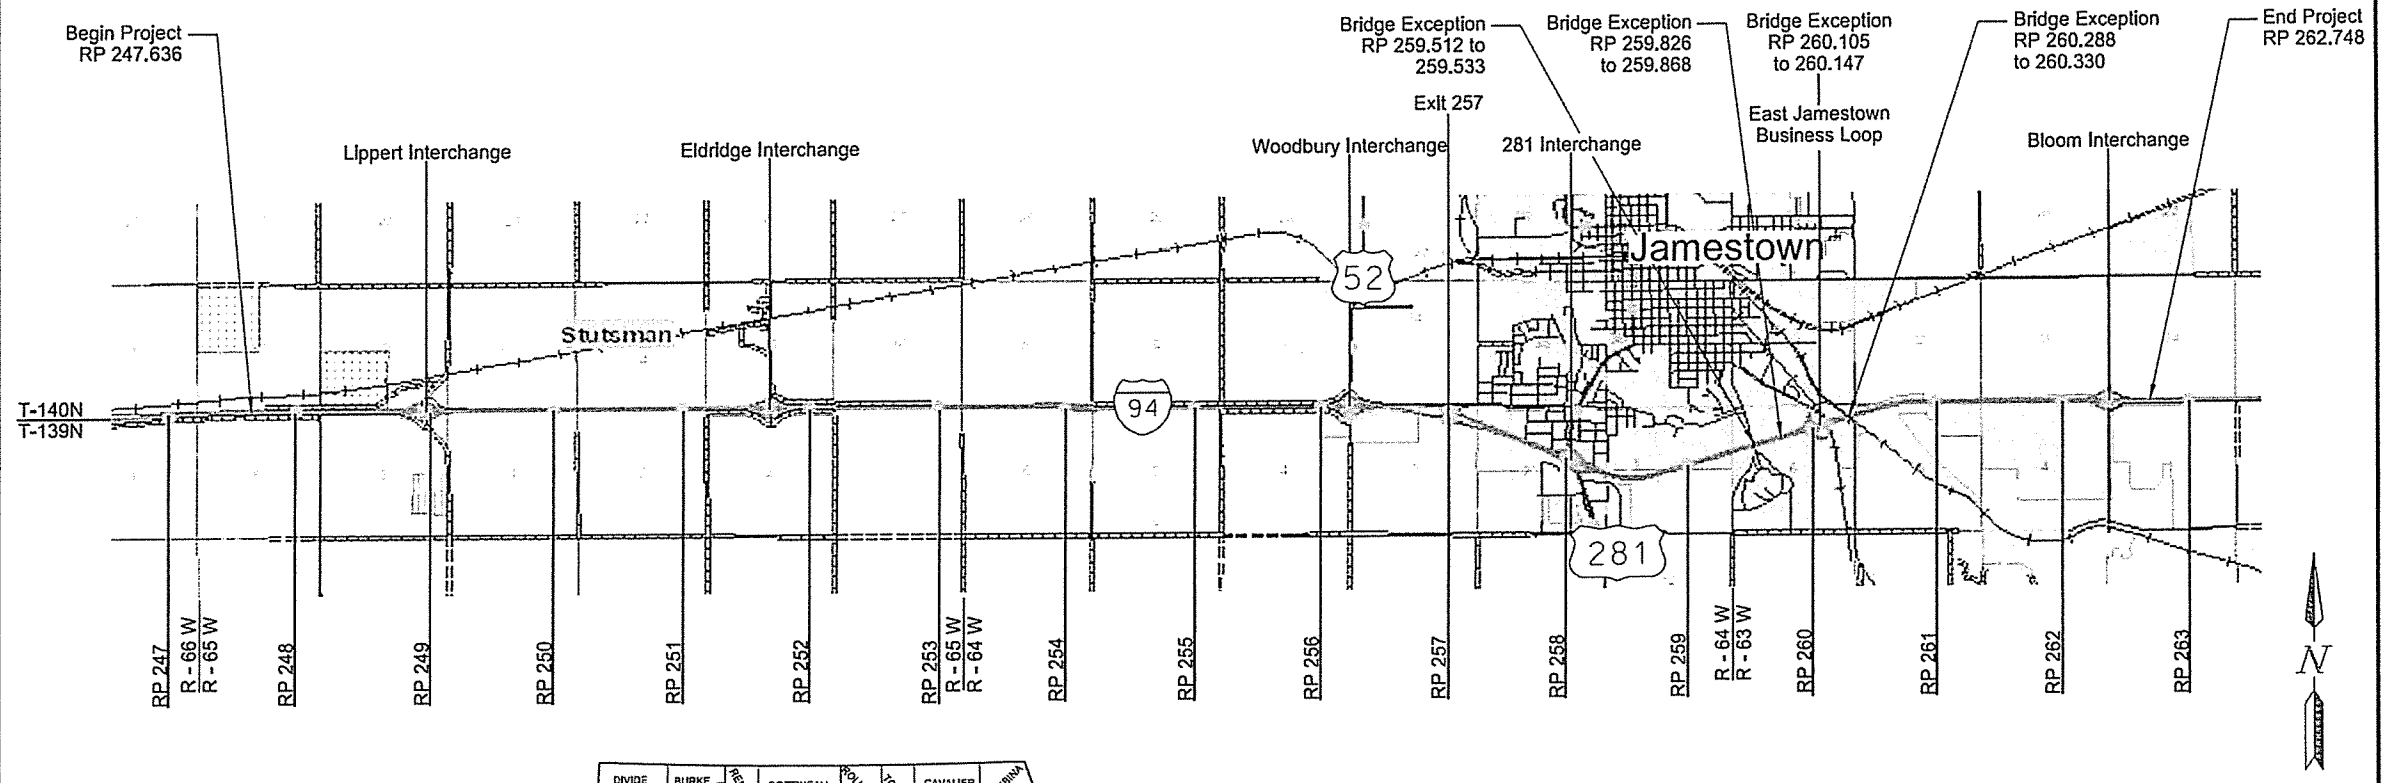 Begin Project
RP 247.636
Bridge Exception
RP 259.512 to
259.533
Bridge Exception
RP 259.826
to 259.868
Bridge Exception
RP 260.105
to 260.147
Bridge Exception
RP 260.288
to 260.330
End Project
RP 262.748
Exit 257
East Jamestown
Business Loop
Lippert Interchange
Eldridge Interchange
Woodbury Interchange
281 Interchange
Bloom Interchange
Jamestown
52
Stutsman
94
T-140N
T-139N
281
RP 247
R - 66 W
R - 65 W
RP 248
RP 249
RP 250
RP 251
RP 252
RP 253
R - 65 W
R - 64 W
RP 254
RP 255
RP 256
RP 257
RP 258
RP 259
R - 64 W
R - 63 W
RP 260
RP 261
RP 262
RP 263
N
DIVIDE
BURKE
CAVALIER